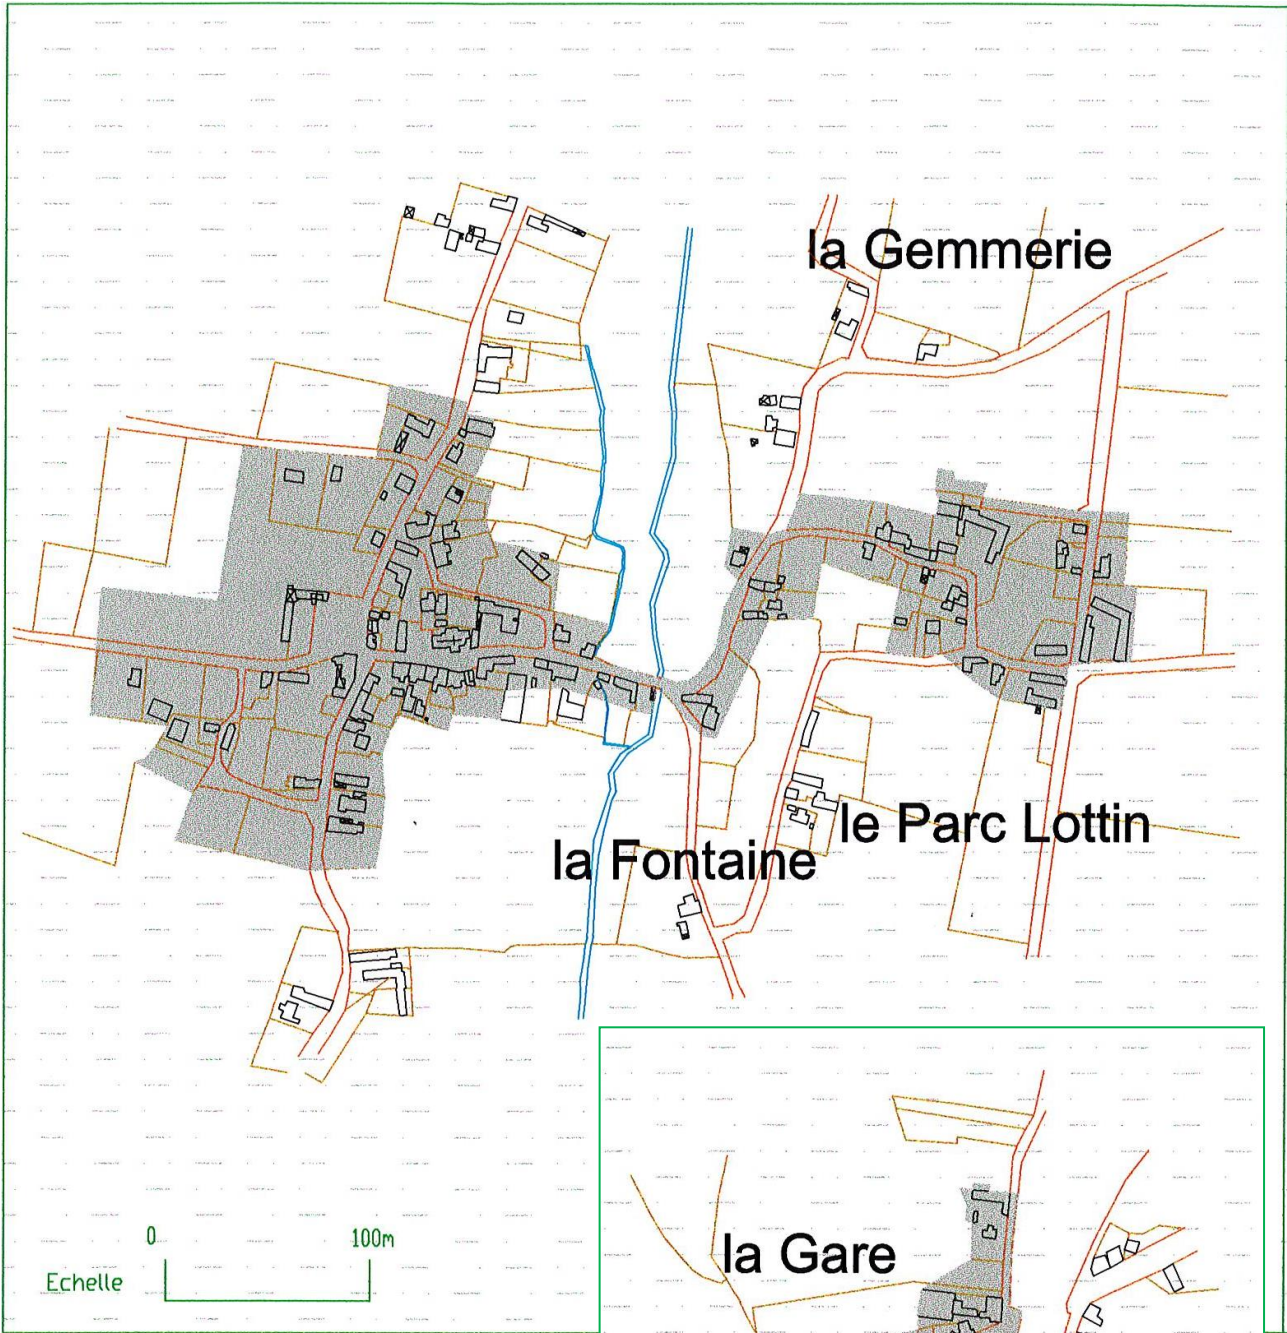 la Gemmerie
le Parc Lottin
la Fontaine
la Gare
0 100m
Echelle